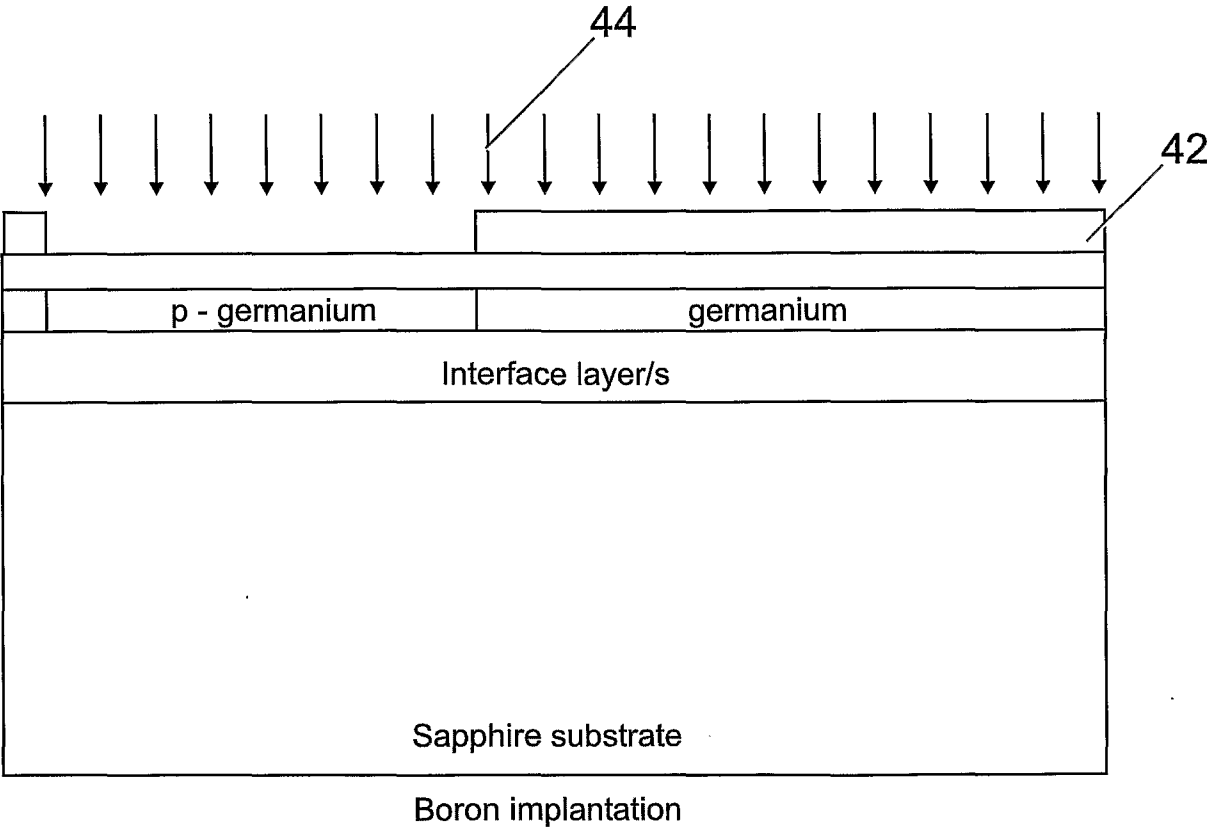 44
42
p - germanium
germanium
Interface layer/s
Sapphire substrate
Boron implantation